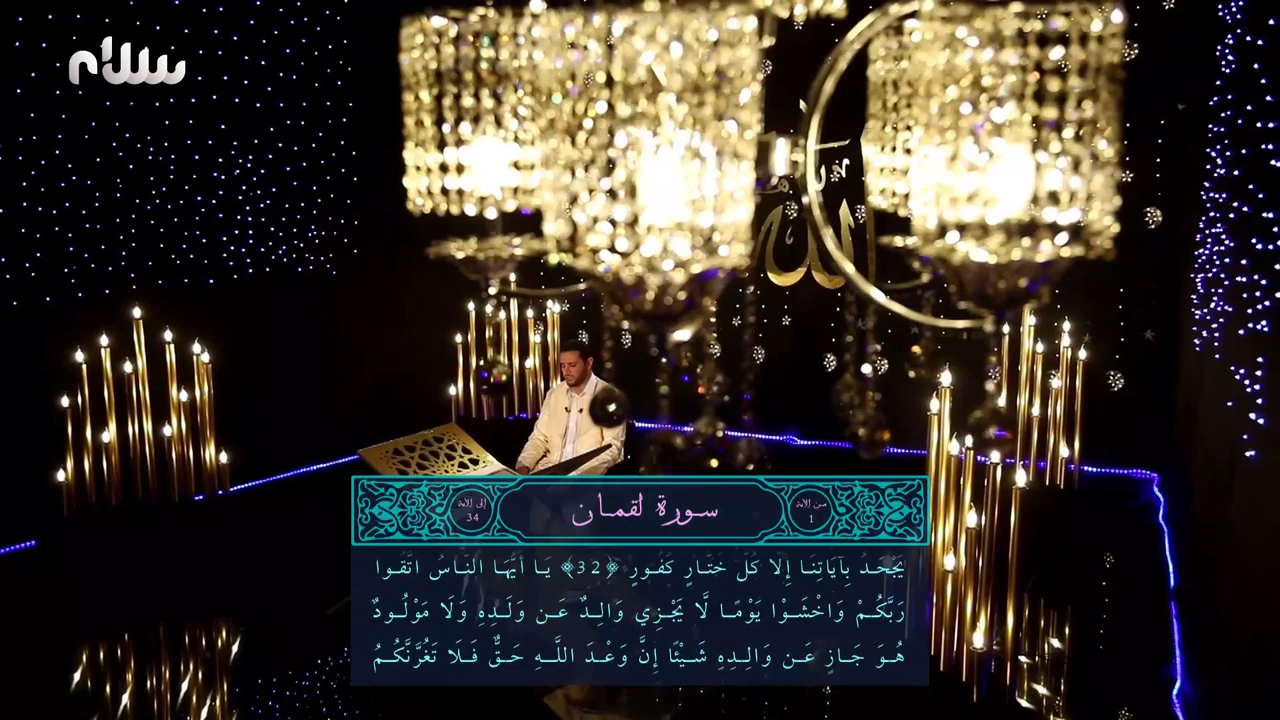 سلام
الله
سورة لقمان
من الآية
1
إلى الآية
34
يَجْحَدُ بِآيَاتِنَا إِلَّا كُلُّ خَتَّارٍ كَفُورٍ ﴿32﴾ يَا أَيُّهَا النَّاسُ اتَّقُوا
رَبَّكُمْ وَاخْشَوْا يَوْمًا لَّا يَجْزِي وَالِدٌ عَن وَلَدِهِ وَلَا مَوْلُودٌ
هُوَ جَازٍ عَن وَالِدِهِ شَيْئًا إِنَّ وَعْدَ اللَّهِ حَقٌّ فَلَا تَغُرَّنَّكُمُ